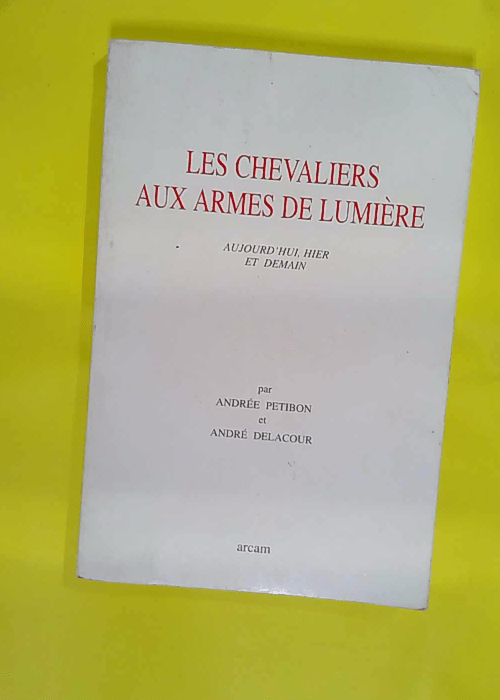 LES CHEVALIERS
AUX ARMES DE LUMIÈRE
AUJOURD'HUI, HIER
ET DEMAIN
par
ANDRÉE PETIBON
et
ANDRÉ DELACOUR
arcam